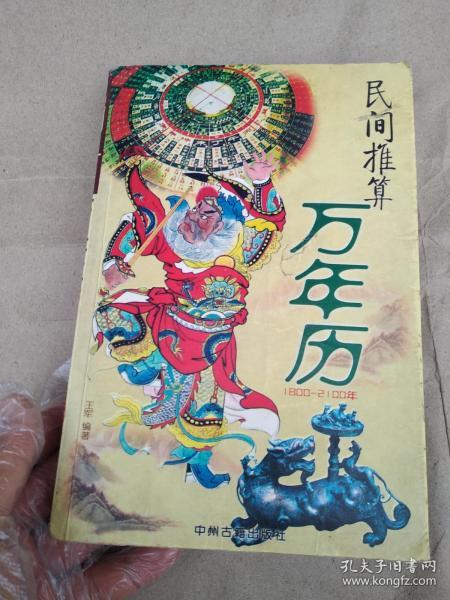 民间推算
万年历
1800-2100年
王军 编著
中州古籍出版社
孔夫子旧书网
www.kongfz.com